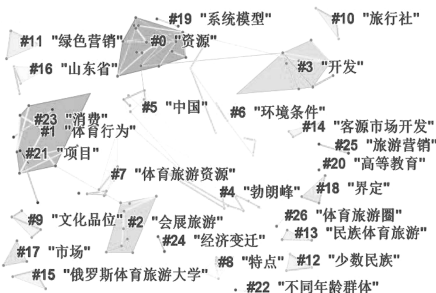 #19 "系统模型"
#10 "旅行社"
#11 "绿色营销"
#0 "资源"
#16 "山东省"
#3 "开发"
#5 "中国"
#6 "环境条件"
#23 "消费"
#1 "体育行为"
#14 "客源市场开发"
#25 "旅游营销"
#21 "项目"
#20 "高等教育"
#7 "体育旅游资源"
#4 "勃朗峰"
#18 "界定"
#9 "文化品位"
#2 "会展旅游"
#26 "体育旅游圈"
#13 "民族体育旅游"
#24 "经济变迁"
#17 "市场"
#8 "特点"
#12 "少数民族"
#15 "俄罗斯体育旅游大学"
#22 "不同年龄群体"